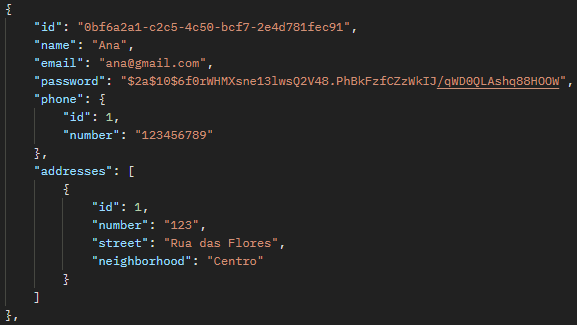 {
"id": "0bf6a2a1-c2c5-4c50-bcf7-2e4d781fec91",
"name": "Ana",
"email": "ana@gmail.com",
"password": "$2a$10$6f0rWHMXsne13lwsQ2V48.PhBkFzfCZzWkIJ/qWD0QLAshq88HOOW",
"phone": {
"id": 1,
"number": "123456789"
},
"addresses": [
{
"id": 1,
"number": "123",
"street": "Rua das Flores",
"neighborhood": "Centro"
}
]
},